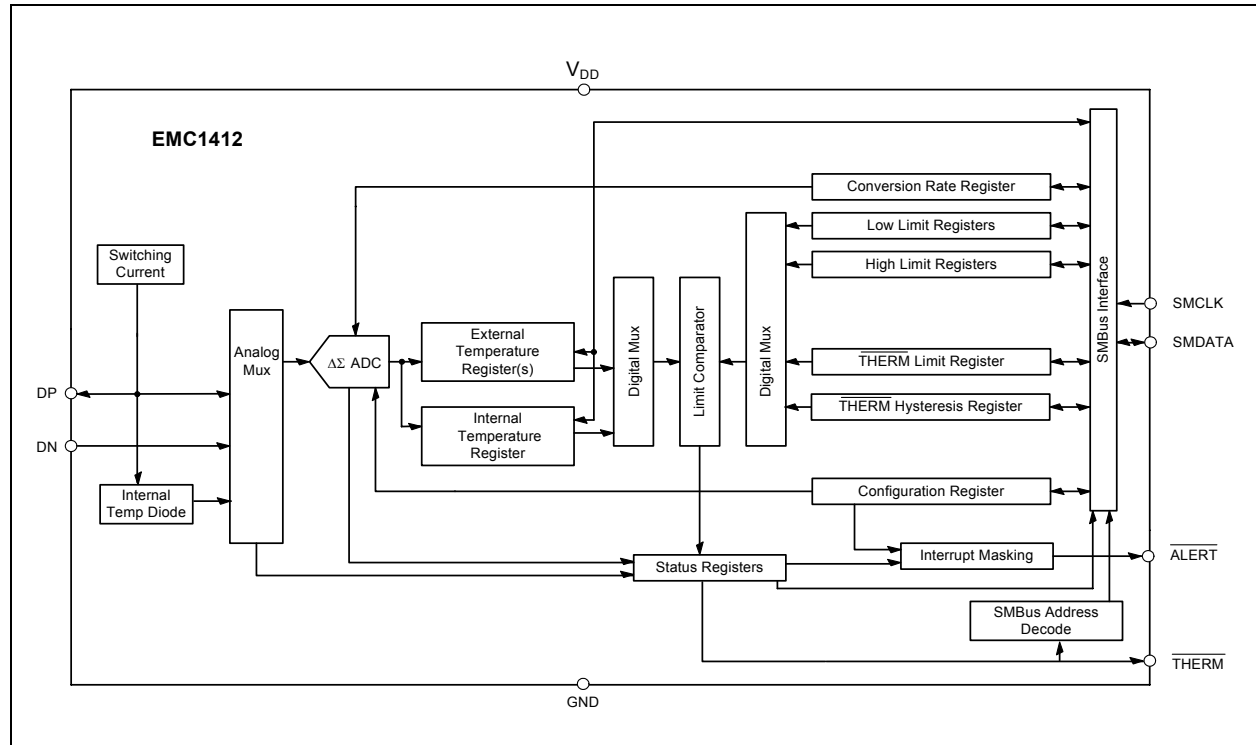 VDD
EMC1412
Conversion Rate Register
Low Limit Registers
High Limit Registers
THERM Limit Register
THERM Hysteresis Register
Configuration Register
SMBus Interface
SMCLK
SMDATA
Switching
Current
Analog
Mux
ΔΣ ADC
External
Temperature
Register(s)
Internal
Temperature
Register
Digital Mux
Limit Comparator
Digital Mux
DP
DN
Internal
Temp Diode
Status Registers
Interrupt Masking
ALERT
SMBus Address
Decode
THERM
GND